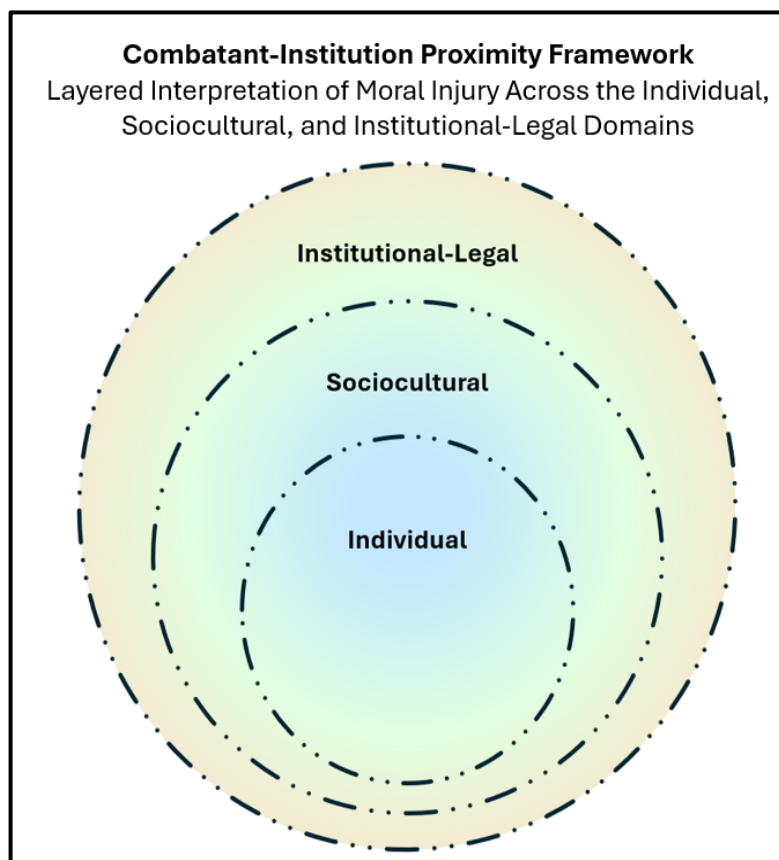 Combatant-Institution Proximity Framework
Layered Interpretation of Moral Injury Across the Individual,
Sociocultural, and Institutional-Legal Domains
Institutional-Legal
Sociocultural
Individual